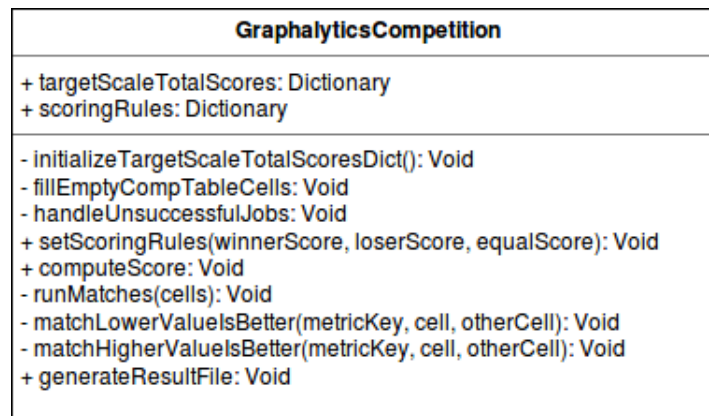 GraphalyticsCompetition
+ targetScaleTotalScores: Dictionary
+ scoringRules: Dictionary
- initializeTargetScaleTotalScoresDict(): Void
- fillEmptyCompTableCells: Void
- handleUnsuccessfulJobs: Void
+ setScoringRules(winnerScore, loserScore, equalScore): Void
+ computeScore: Void
- runMatches(cells): Void
- matchLowerValueIsBetter(metricKey, cell, otherCell): Void
- matchHigherValueIsBetter(metricKey, cell, otherCell): Void
+ generateResultFile: Void